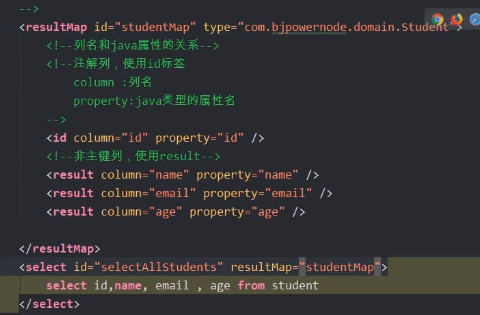 -->
<resultMap id="studentMap" type="com.bjpowernode.domain.Student">
<!--列名和java属性的关系-->
<!--注解列，使用id标签
column :列名
property:java类型的属性名
-->
<id column="id" property="id" />
<!--非主键列，使用result-->
<result column="name" property="name" />
<result column="email" property="email" />
<result column="age" property="age" />
</resultMap>
<select id="selectAllStudents" resultMap="studentMap">
select id,name, email , age from student
</select>